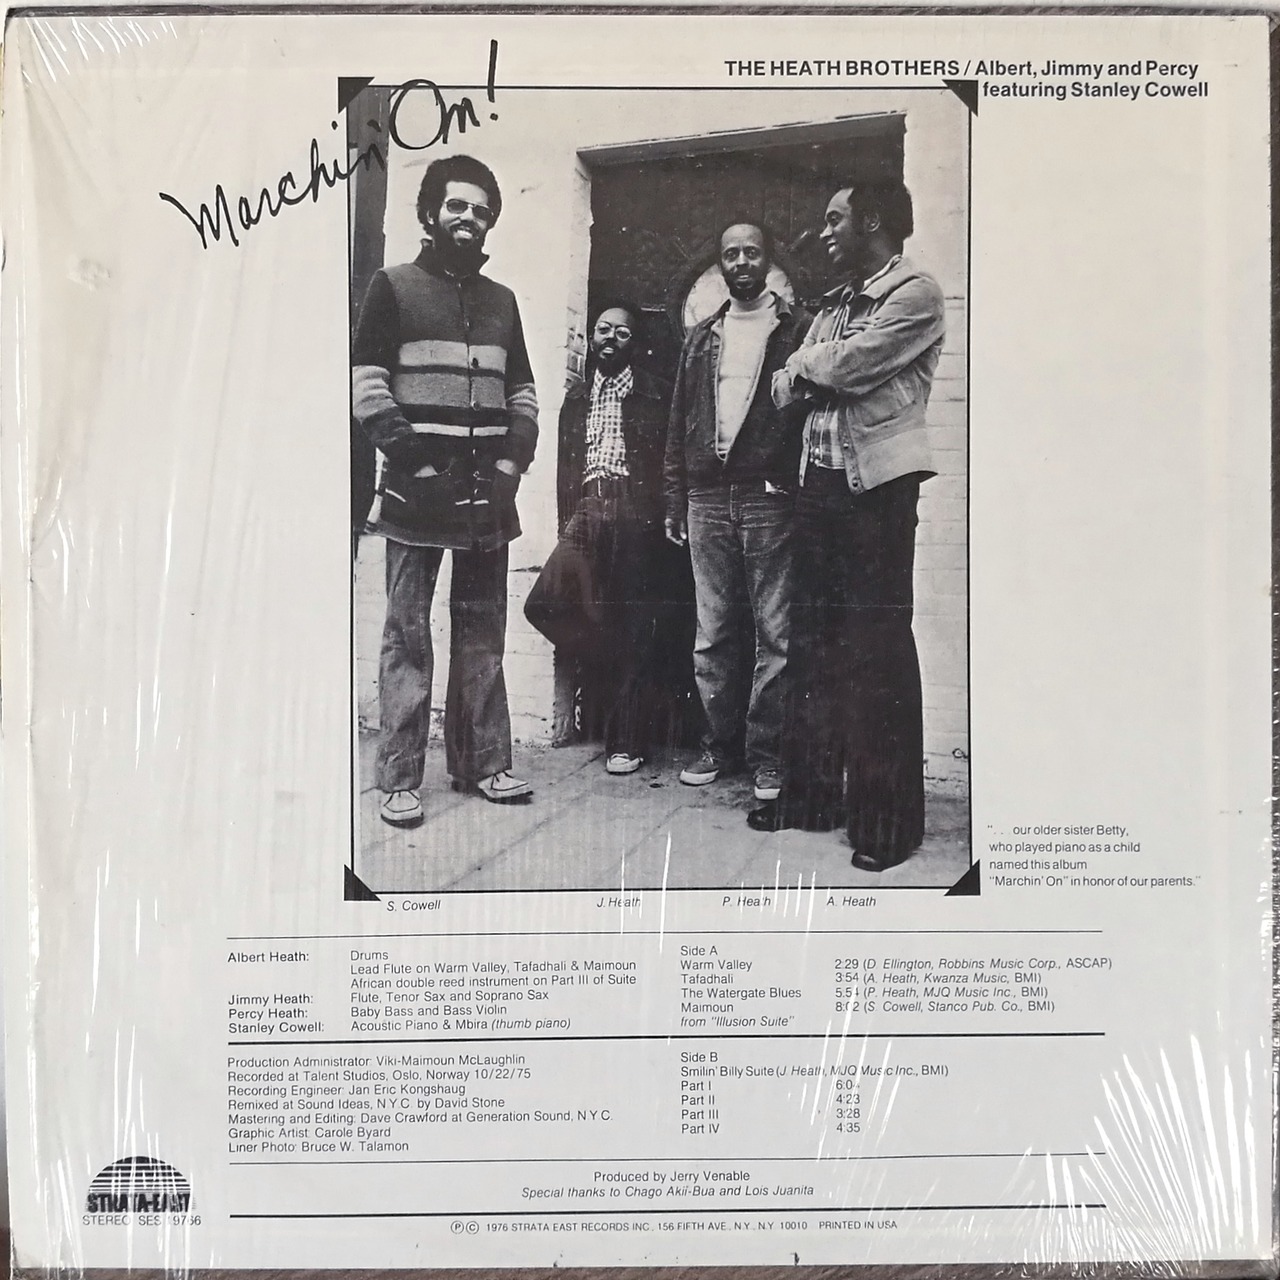 Marchin' On!
THE HEATH BROTHERS / Albert, Jimmy and Percy
featuring Stanley Cowell
". . . our older sister Betty,
who played piano as a child
named this album
"Marchin' On" in honor of our parents."
S. Cowell J. Heath P. Heath A. Heath
Albert Heath: Drums
Lead Flute on Warm Valley, Tafadhali & Maimoun
African double reed instrument on Part III of Suite
Jimmy Heath: Flute, Tenor Sax and Soprano Sax
Percy Heath: Baby Bass and Bass Violin
Stanley Cowell: Acoustic Piano & Mbira (thumb piano)
Side A
Warm Valley 2:29 (D. Ellington, Robbins Music Corp., ASCAP)
Tafadhali 3:54 (A. Heath, Kwanza Music, BMI)
The Watergate Blues (P. Heath, MJQ Music Inc., BMI)
Maimoun 8:02 (S. Cowell, Stanco Pub. Co., BMI)
from "Illusion Suite"
Production Administrator: Viki-Maimoun McLaughlin
Recorded at Talent Studios, Oslo, Norway 10/22/75
Recording Engineer: Jan Eric Kongshaug
Remixed at Sound Ideas, N.Y.C. by David Stone
Mastering and Editing: Dave Crawford at Generation Sound, N.Y.C.
Graphic Artist: Carole Byard
Liner Photo: Bruce W. Talamon
Side B
Smilin' Billy Suite (J. Heath, MJQ Music Inc., BMI)
Part I
Part II 4:23
Part III 3:28
Part IV 4:35
Produced by Jerry Venable
Special thanks to Chago Akii-Bua and Lois Juanita
STRATA-EAST
STEREO SES 19766
Ⓟ© 1976 STRATA EAST RECORDS INC., 156 FIFTH AVE., N.Y., N.Y. 10010 PRINTED IN USA